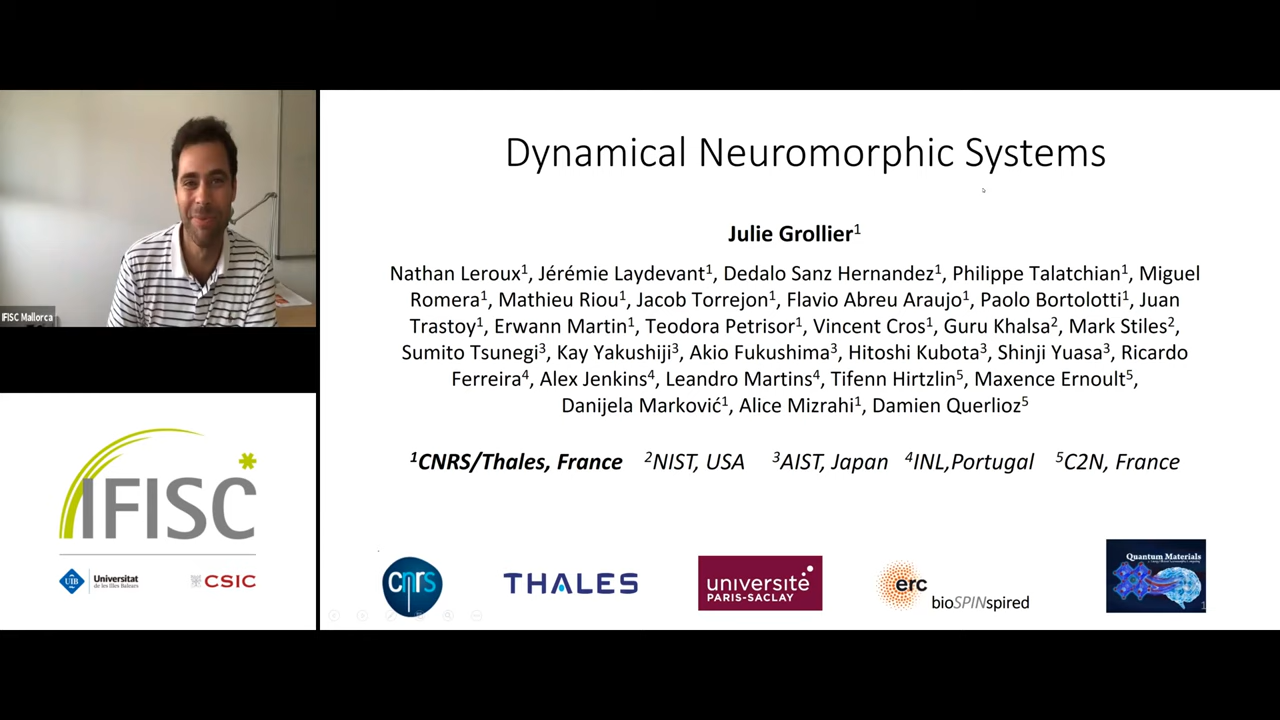 Dynamical Neuromorphic Systems
Julie Grollier¹
Nathan Leroux¹, Jérémie Laydevant¹, Dedalo Sanz Hernandez¹, Philippe Talatchian¹, Miguel
Romera¹, Mathieu Riou¹, Jacob Torrejon¹, Flavio Abreu Araujo¹, Paolo Bortolotti¹, Juan
Trastoy¹, Erwann Martin¹, Teodora Petrisor¹, Vincent Cros¹, Guru Khalsa², Mark Stiles²,
Sumito Tsunegi³, Kay Yakushiji³, Akio Fukushima³, Hitoshi Kubota³, Shinji Yuasa³, Ricardo
Ferreira⁴, Alex Jenkins⁴, Leandro Martins⁴, Tifenn Hirtzlin⁵, Maxence Ernoult⁵,
Danijela Marković¹, Alice Mizrahi¹, Damien Querlioz⁵
¹CNRS/Thales, France ²NIST, USA ³AIST, Japan ⁴INL,Portugal ⁵C2N, France
cnrs
THALES
université
PARIS-SACLAY
erc
bioSPINspired
Quantum Materials
1
IFISC Mallorca
IFISC
UIB
Universitat
de les Illes Balears
CSIC